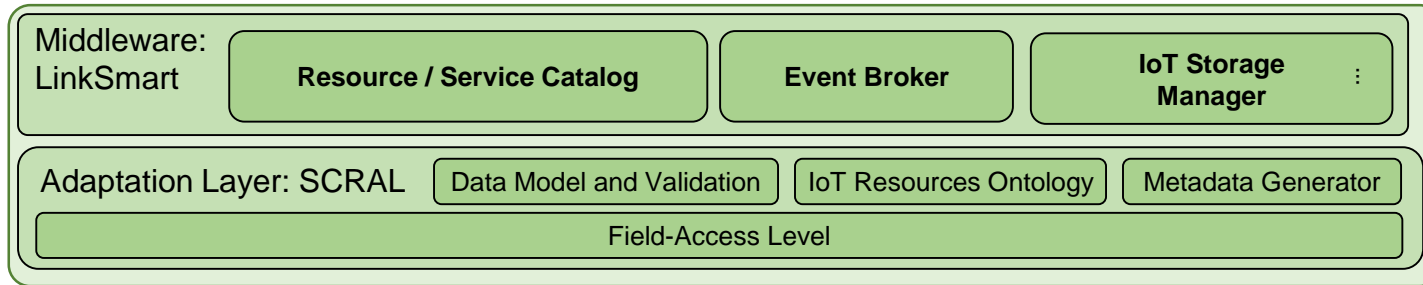 Middleware:
LinkSmart
Resource / Service Catalog
Event Broker
IoT Storage
Manager
...
Adaptation Layer: SCRAL
Data Model and Validation
IoT Resources Ontology
Metadada Generator
Field-Access Level